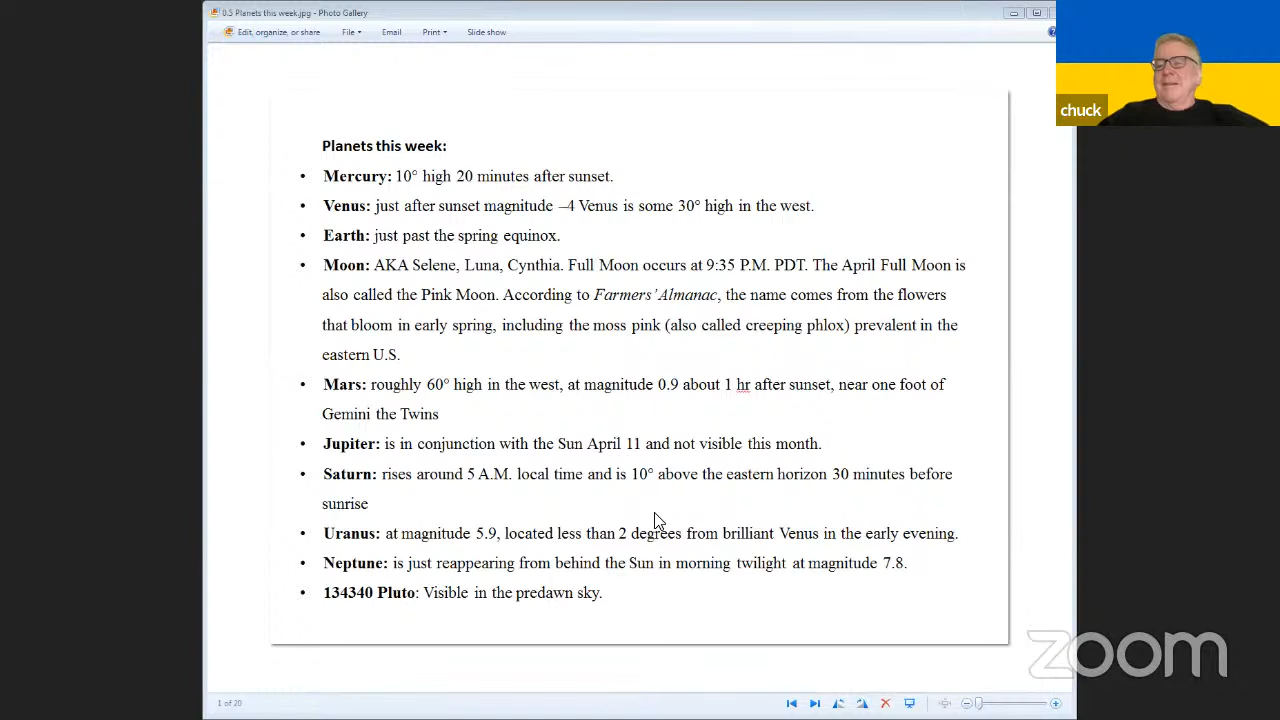 0.5 Planets this week.jpg - Photo Gallery
Edit, organize, or share File Email Print Slide show
chuck
Planets this week:
• Mercury: 10° high 20 minutes after sunset.
• Venus: just after sunset magnitude –4 Venus is some 30° high in the west.
• Earth: just past the spring equinox.
• Moon: AKA Selene, Luna, Cynthia. Full Moon occurs at 9:35 P.M. PDT. The April Full Moon is
also called the Pink Moon. According to Farmers' Almanac, the name comes from the flowers
that bloom in early spring, including the moss pink (also called creeping phlox) prevalent in the
eastern U.S.
• Mars: roughly 60° high in the west, at magnitude 0.9 about 1 hr after sunset, near one foot of
Gemini the Twins
• Jupiter: is in conjunction with the Sun April 11 and not visible this month.
• Saturn: rises around 5 A.M. local time and is 10° above the eastern horizon 30 minutes before
sunrise
• Uranus: at magnitude 5.9, located less than 2 degrees from brilliant Venus in the early evening.
• Neptune: is just reappearing from behind the Sun in morning twilight at magnitude 7.8.
• 134340 Pluto: Visible in the predawn sky.
zoom
1 of 20